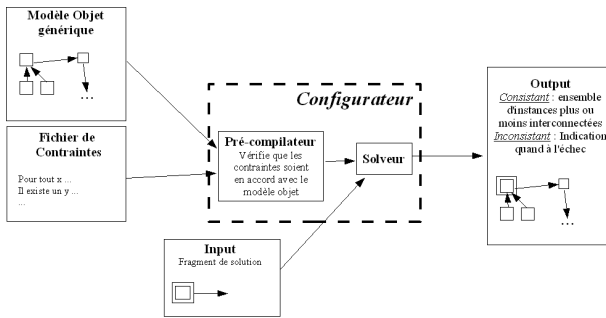 Modèle Objet
générique
...
Fichier de
Contraintes
Pour tout x ...
Il existe un y ...
...
Configurateur
Pré-compilateur
Vérifie que les
contraintes soient
en accord avec le
modèle objet
Solveur
Input
Fragment de solution
Output
Consistant : ensemble
d'instances plus ou
moins interconnectées
Inconsistant : Indication
quand à l'échec
...